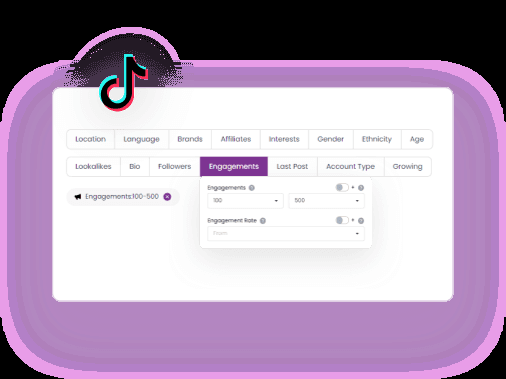 Location Language Brands Affiliates Interests Gender Ethnicity Age
Lookalikes Bio Followers Engagements Last Post Account Type Growing
Engagements:100-500
Engagements
100 500
Engagement Rate
From